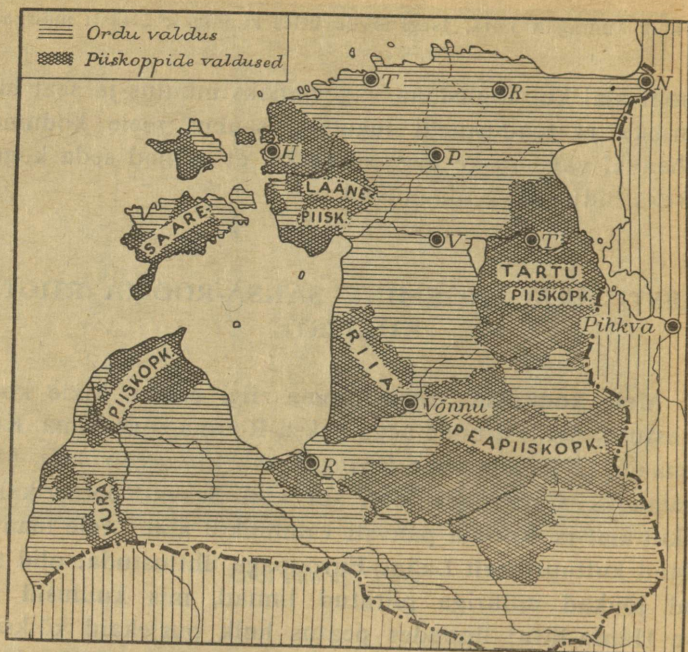 Ordu valdus
Piiskoppide valdused
T
R
N
H
P
LÄÄNE-
PIISK.
SAARE-
V
T
TARTU
PIISKOPK.
Pihkva
RIIA
PIISKOPK.
Võnnu
PEAPIISKOPK.
R
KURA